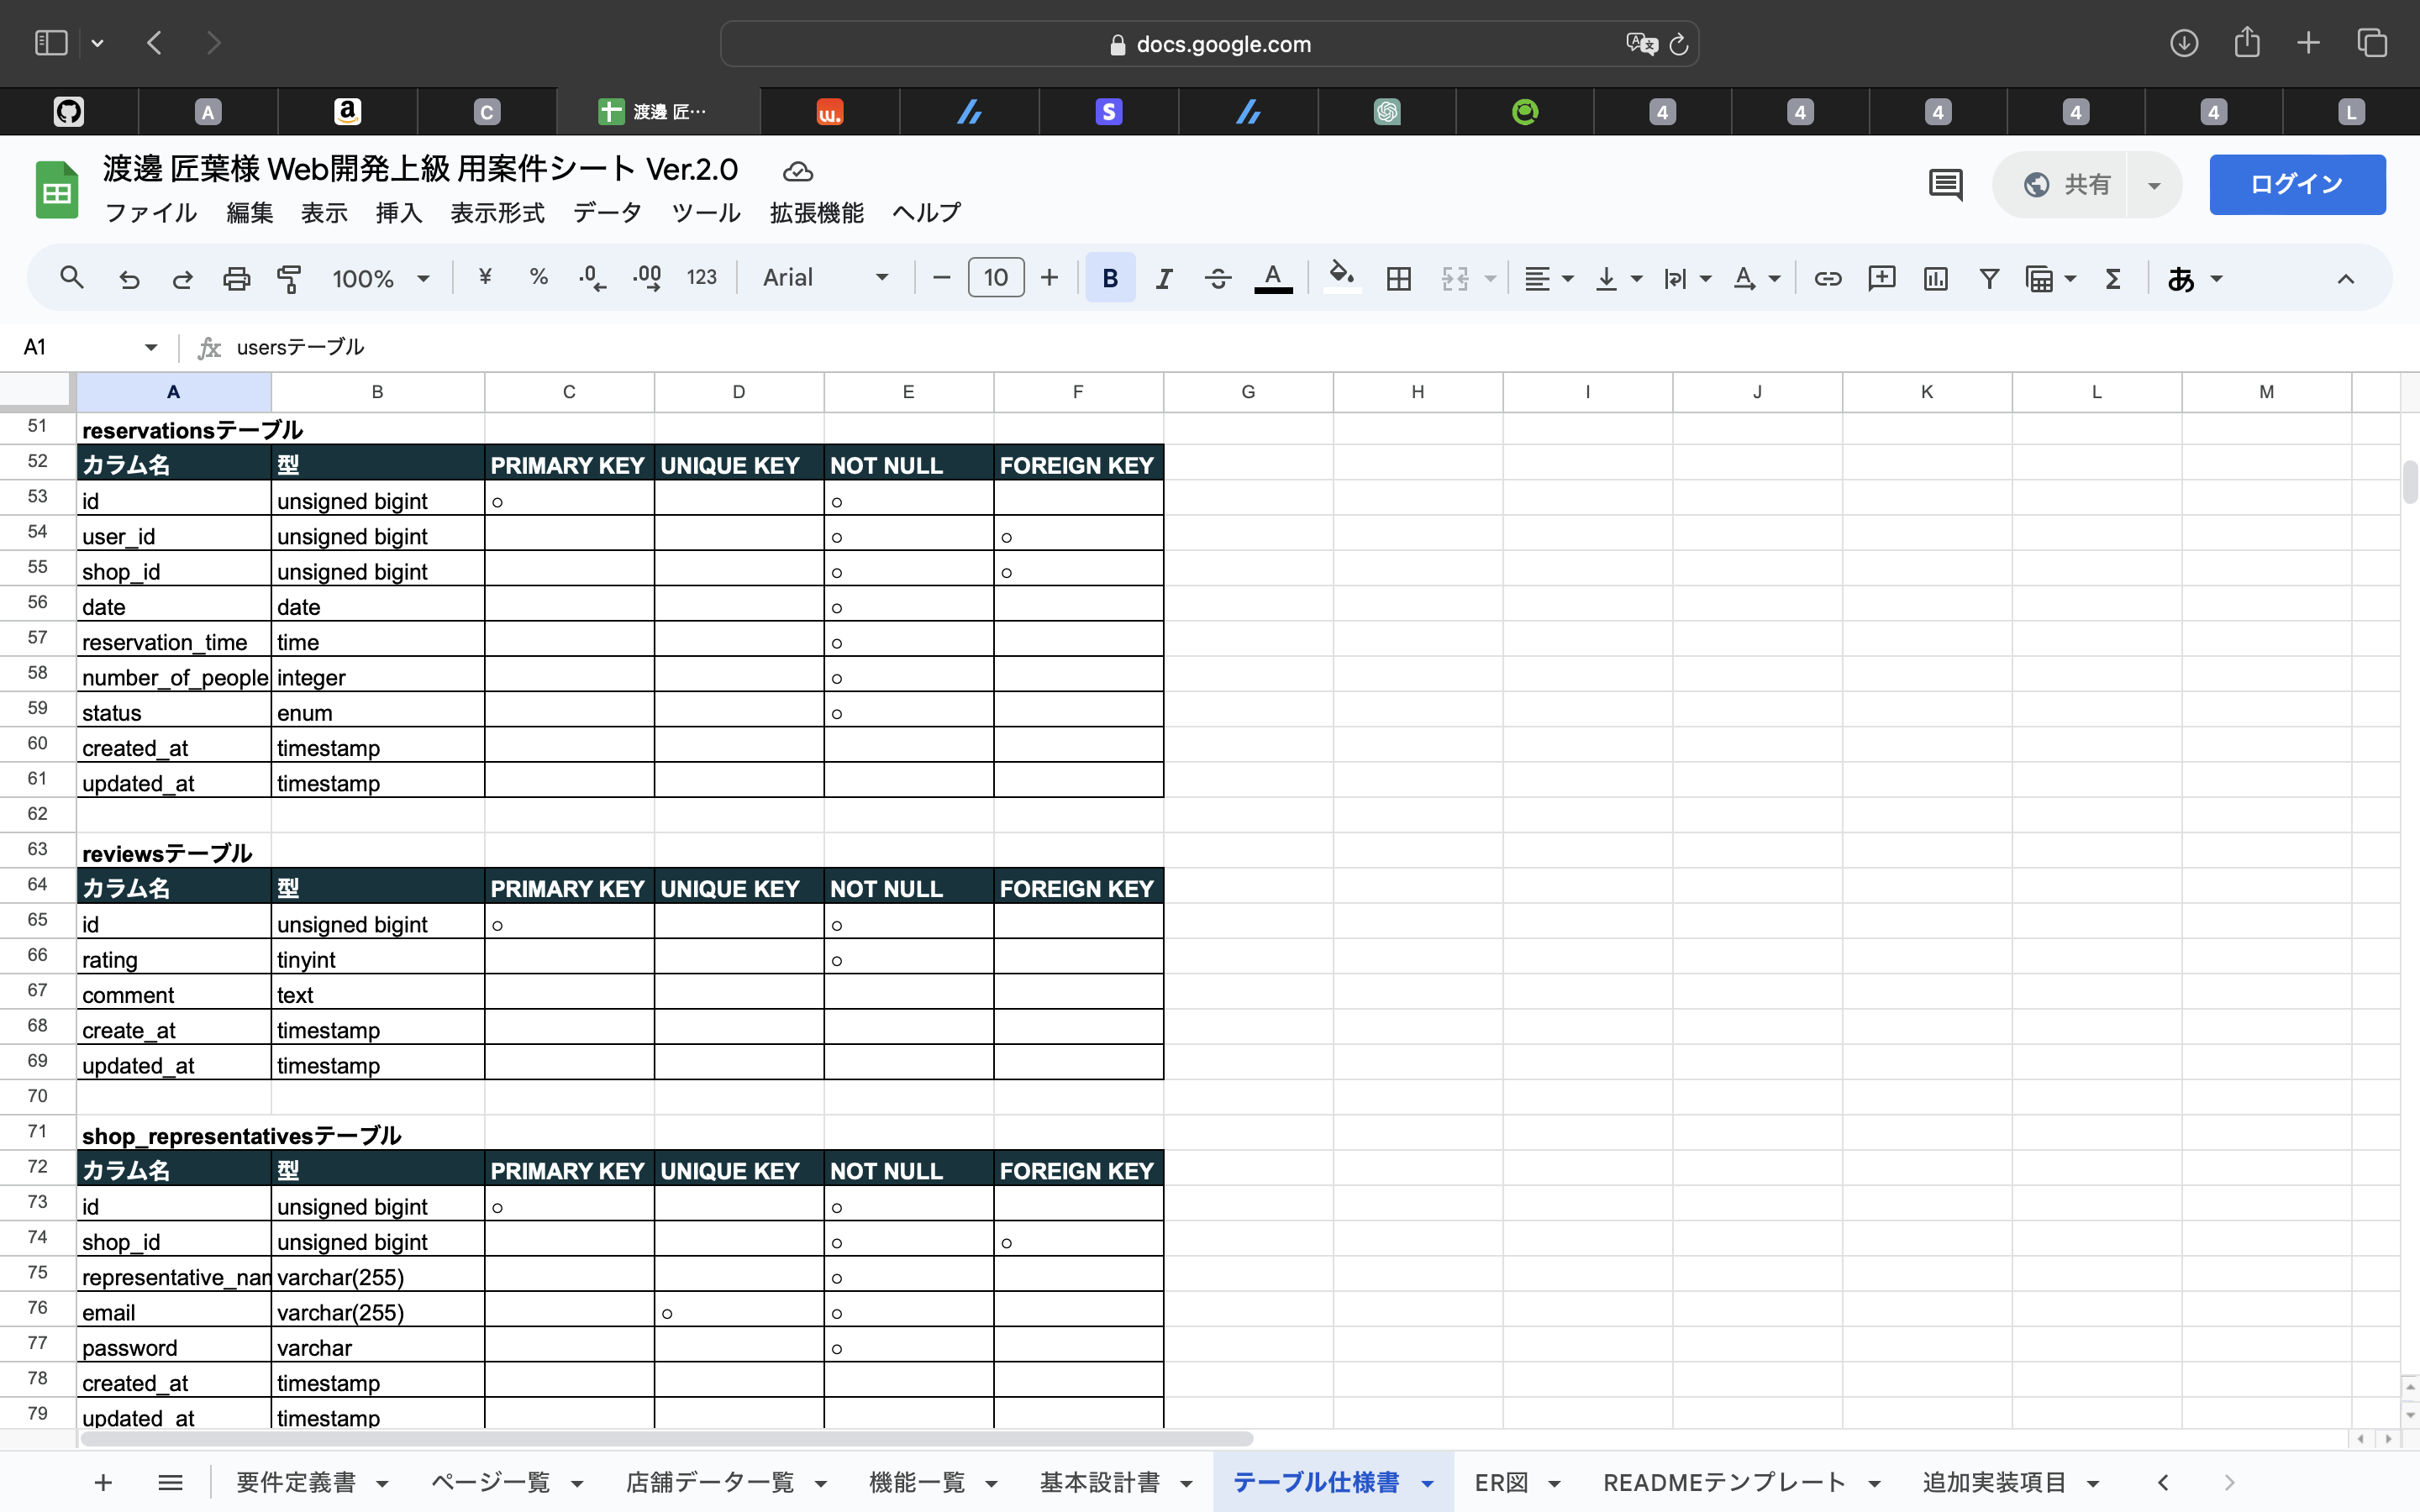 docs.google.com
A
a
C
渡邊 匠…
w.
S
4
4
4
4
4
L
渡邊 匠葉様 Web開発上級 用案件シート Ver.2.0
共有
ログイン
ファイル 編集 表示 挿入 表示形式 データ ツール 拡張機能 ヘルプ
100% ¥ % .0 .00 123 Arial 10 B I A A Σ あ
A1 fx usersテーブル
A B C D E F G H I J K L M
51 reservationsテーブル
52 カラム名 型 PRIMARY KEY UNIQUE KEY NOT NULL FOREIGN KEY
53 id unsigned bigint ○ ○
54 user_id unsigned bigint ○ ○
55 shop_id unsigned bigint ○ ○
56 date date ○
57 reservation_time time ○
58 number_of_people integer ○
59 status enum ○
60 created_at timestamp
61 updated_at timestamp
62
63 reviewsテーブル
64 カラム名 型 PRIMARY KEY UNIQUE KEY NOT NULL FOREIGN KEY
65 id unsigned bigint ○ ○
66 rating tinyint ○
67 comment text
68 create_at timestamp
69 updated_at timestamp
70
71 shop_representativesテーブル
72 カラム名 型 PRIMARY KEY UNIQUE KEY NOT NULL FOREIGN KEY
73 id unsigned bigint ○ ○
74 shop_id unsigned bigint ○ ○
75 representative_nam varchar(255) ○
76 email varchar(255) ○ ○
77 password varchar ○
78 created_at timestamp
79 updated_at timestamp
要件定義書 ページ一覧 店舗データ一覧 機能一覧 基本設計書 テーブル仕様書 ER図 READMEテンプレート 追加実装項目